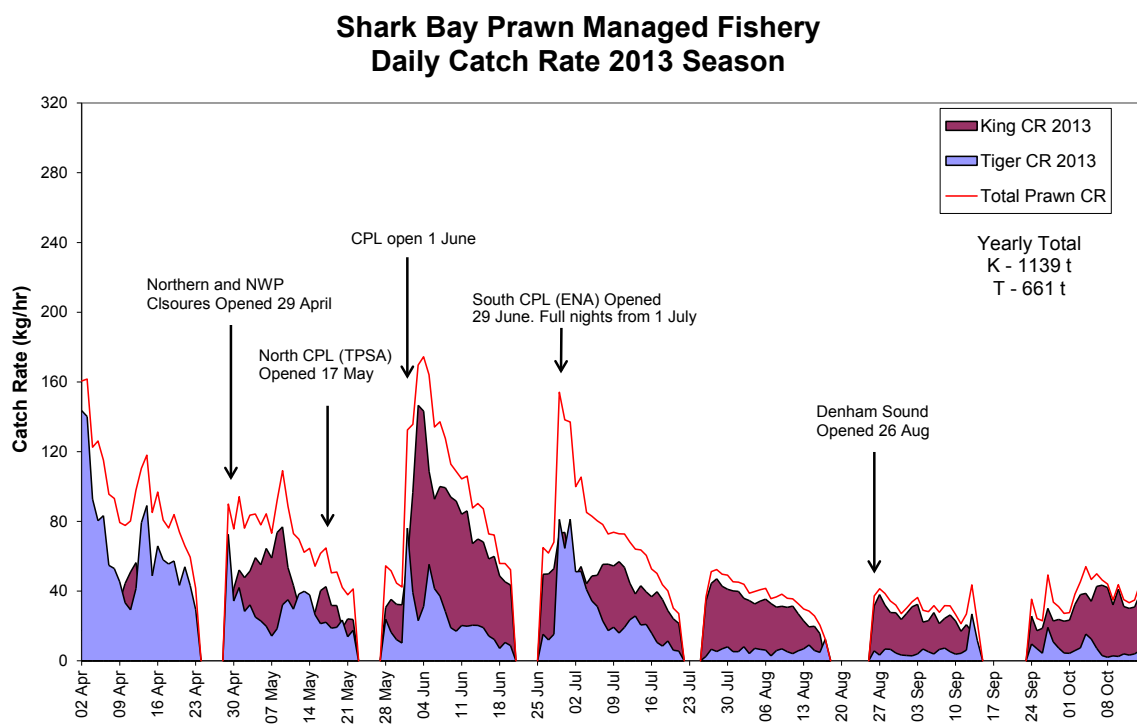 Shark Bay Prawn Managed Fishery
Daily Catch Rate 2013 Season
Catch Rate (kg/hr)
320
280
240
200
160
120
80
40
0
King CR 2013
Tiger CR 2013
Total Prawn CR
Yearly Total
K - 1139 t
T - 661 t
CPL open 1 June
Northern and NWP
Clsoures Opened 29 April
South CPL (ENA) Opened
29 June. Full nights from 1 July
North CPL (TPSA)
Opened 17 May
Denham Sound
Opened 26 Aug
02 Apr
09 Apr
16 Apr
23 Apr
30 Apr
07 May
14 May
21 May
28 May
04 Jun
11 Jun
18 Jun
25 Jun
02 Jul
09 Jul
16 Jul
23 Jul
30 Jul
06 Aug
13 Aug
20 Aug
27 Aug
03 Sep
10 Sep
17 Sep
24 Sep
01 Oct
08 Oct